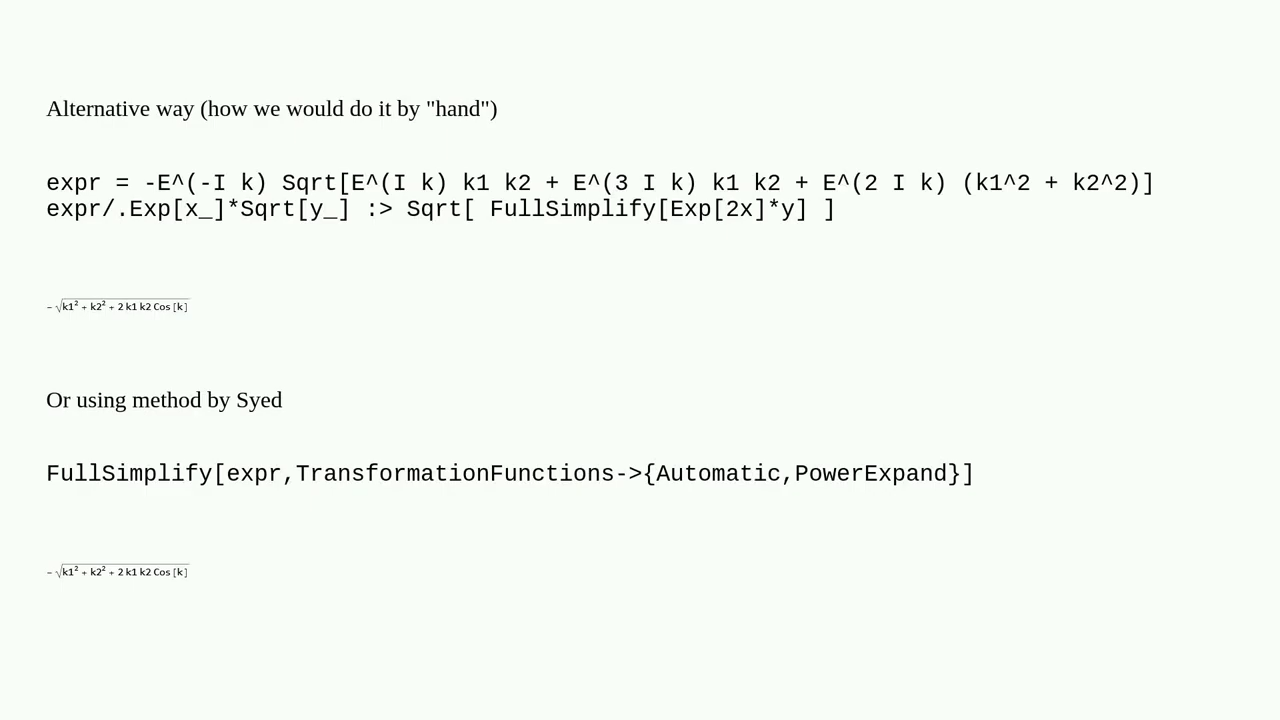 Alternative way (how we would do it by "hand")
expr = -E^(-I k) Sqrt[E^(I k) k1 k2 + E^(3 I k) k1 k2 + E^(2 I k) (k1^2 + k2^2)]
expr/.Exp[x_]*Sqrt[y_] :> Sqrt[ FullSimplify[Exp[2x]*y] ]
- √k1² + k2² + 2 k1 k2 Cos [k]
Or using method by Syed
FullSimplify[expr,TransformationFunctions->{Automatic,PowerExpand}]
- √k1² + k2² + 2 k1 k2 Cos [k]